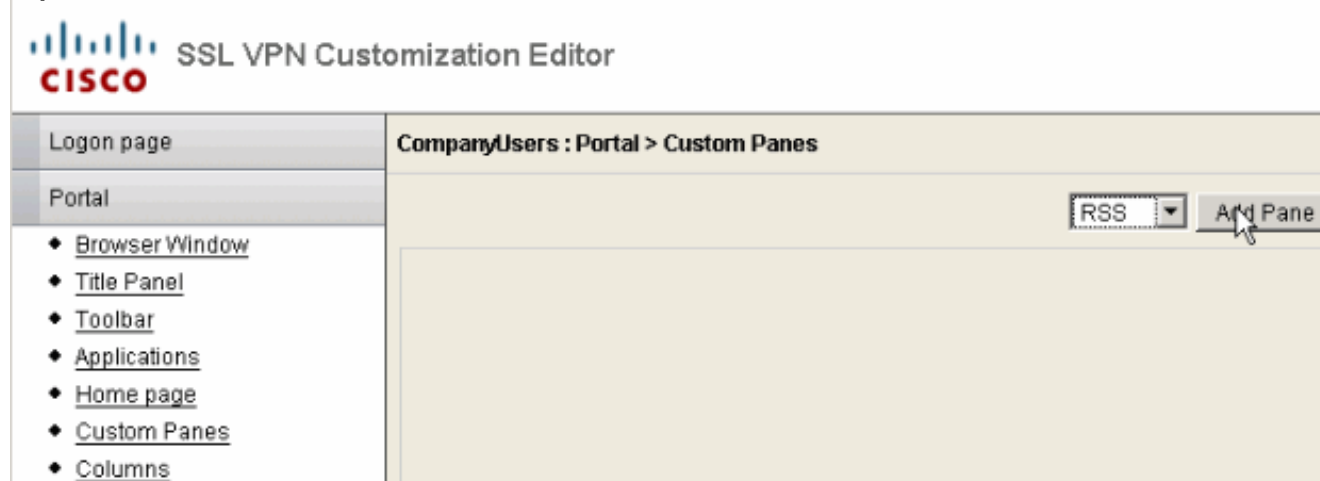 CISCO
SSL VPN Customization Editor
Logon page
CompanyUsers : Portal > Custom Panes
Portal
RSS
Add Pane
Browser Window
Title Panel
Toolbar
Applications
Home page
Custom Panes
Columns